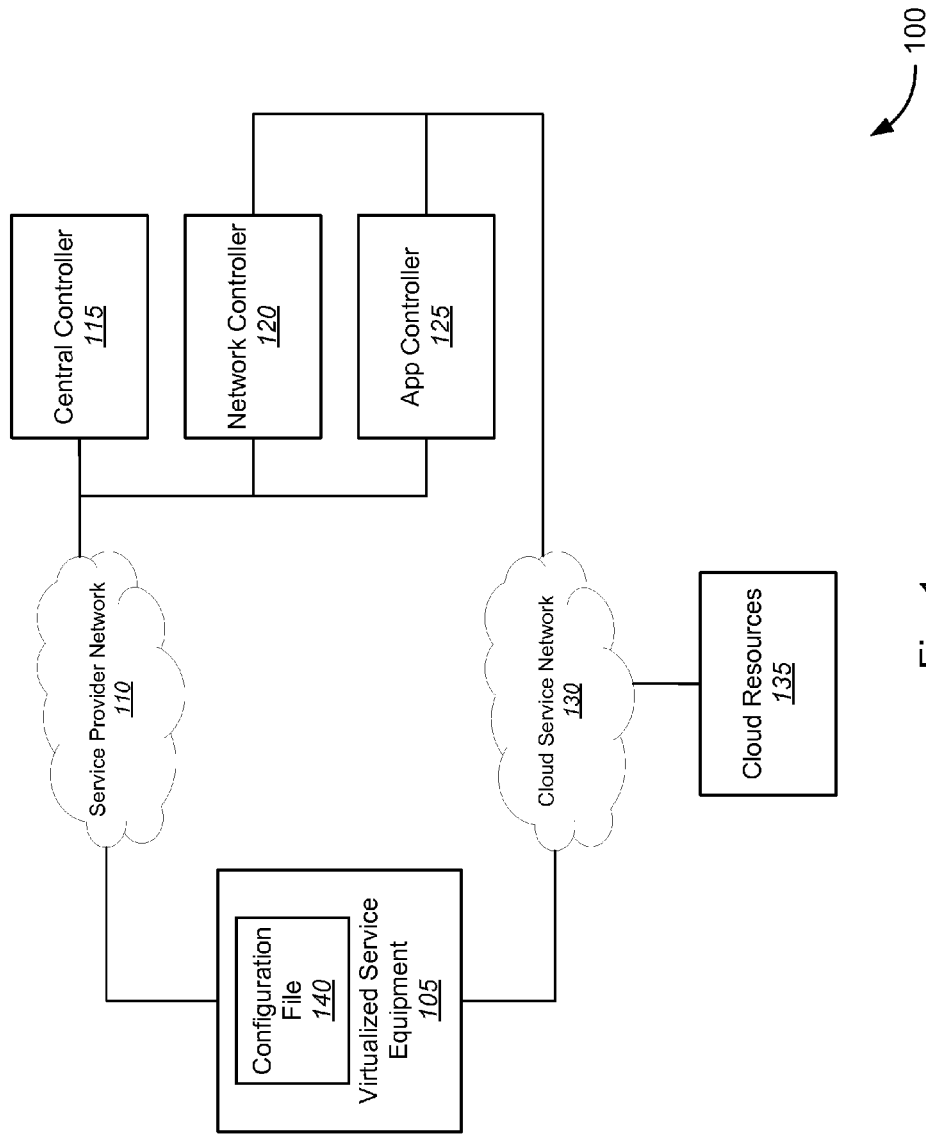 Central Controller
115
Service Provider Network
110
Network Controller
120
Configuration
File
140
Virtualized Service
Equipment
105
App Controller
125
Cloud Service Network
130
Cloud Resources
135
100